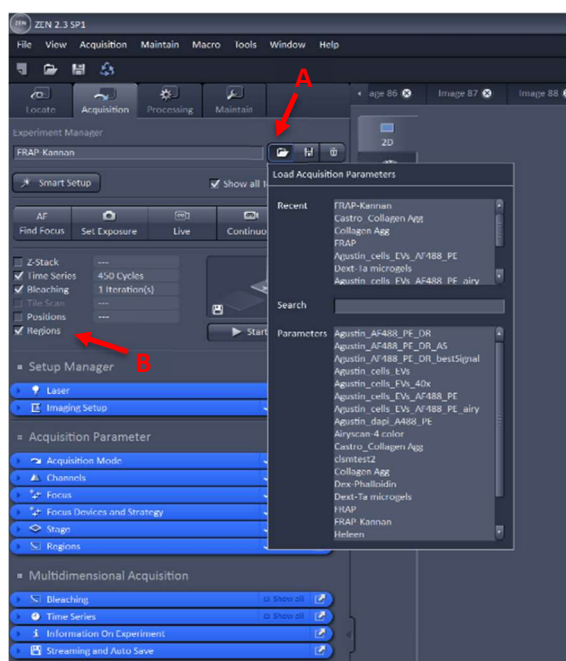 ZEN 2.3 SP1
File View Acquisition Maintain Macro Tools Window Help
A
Locate Acquisition Processing Maintain
age 86 Image 87 Image 88
Experiment Manager
FRAP-Kannan
2D
Smart Setup
Show all
Load Acquisition Parameters
Recent
FRAP-Kannan
Castro_Collagen Agg
Collagen Agg
FRAP
Agustin_cells_EVs_AF488_PE
Dext-Ta microgels
Agustin_cells_EVs_AF488_PE_airy
AF
Find Focus Set Exposure Live Continuo
Z-Stack ---
Time Series 450 Cycles
Bleaching 1 Iteration(s)
Tile Scan ---
Positions ---
Regions
Start
B
Search
Parameters
Agustin_AF488_PE_DR
Agustin_AF488_PE_DR_AS
Agustin_AF488_PE_DR_bestSignal
Agustin_cells_EVs
Agustin_cells_EVs_40x
Agustin_cells_EVs_AF488_PE
Agustin_cells_EVs_AF488_PE_airy
Agustin_dapi_A488_PE
Airyscan-4 color
Castro_Collagen Agg
clsmtest2
Collagen Agg
Dex-Phalloidin
Dext-Ta microgels
FRAP
FRAP-Kannan
Heleen
Setup Manager
Laser
Imaging Setup
Acquisition Parameter
Acquisition Mode
Channels
Focus
Focus Devices and Strategy
Stage
Regions
Multidimensional Acquisition
Bleaching Show all
Time Series Show all
Information On Experiment
Streaming and Auto Save